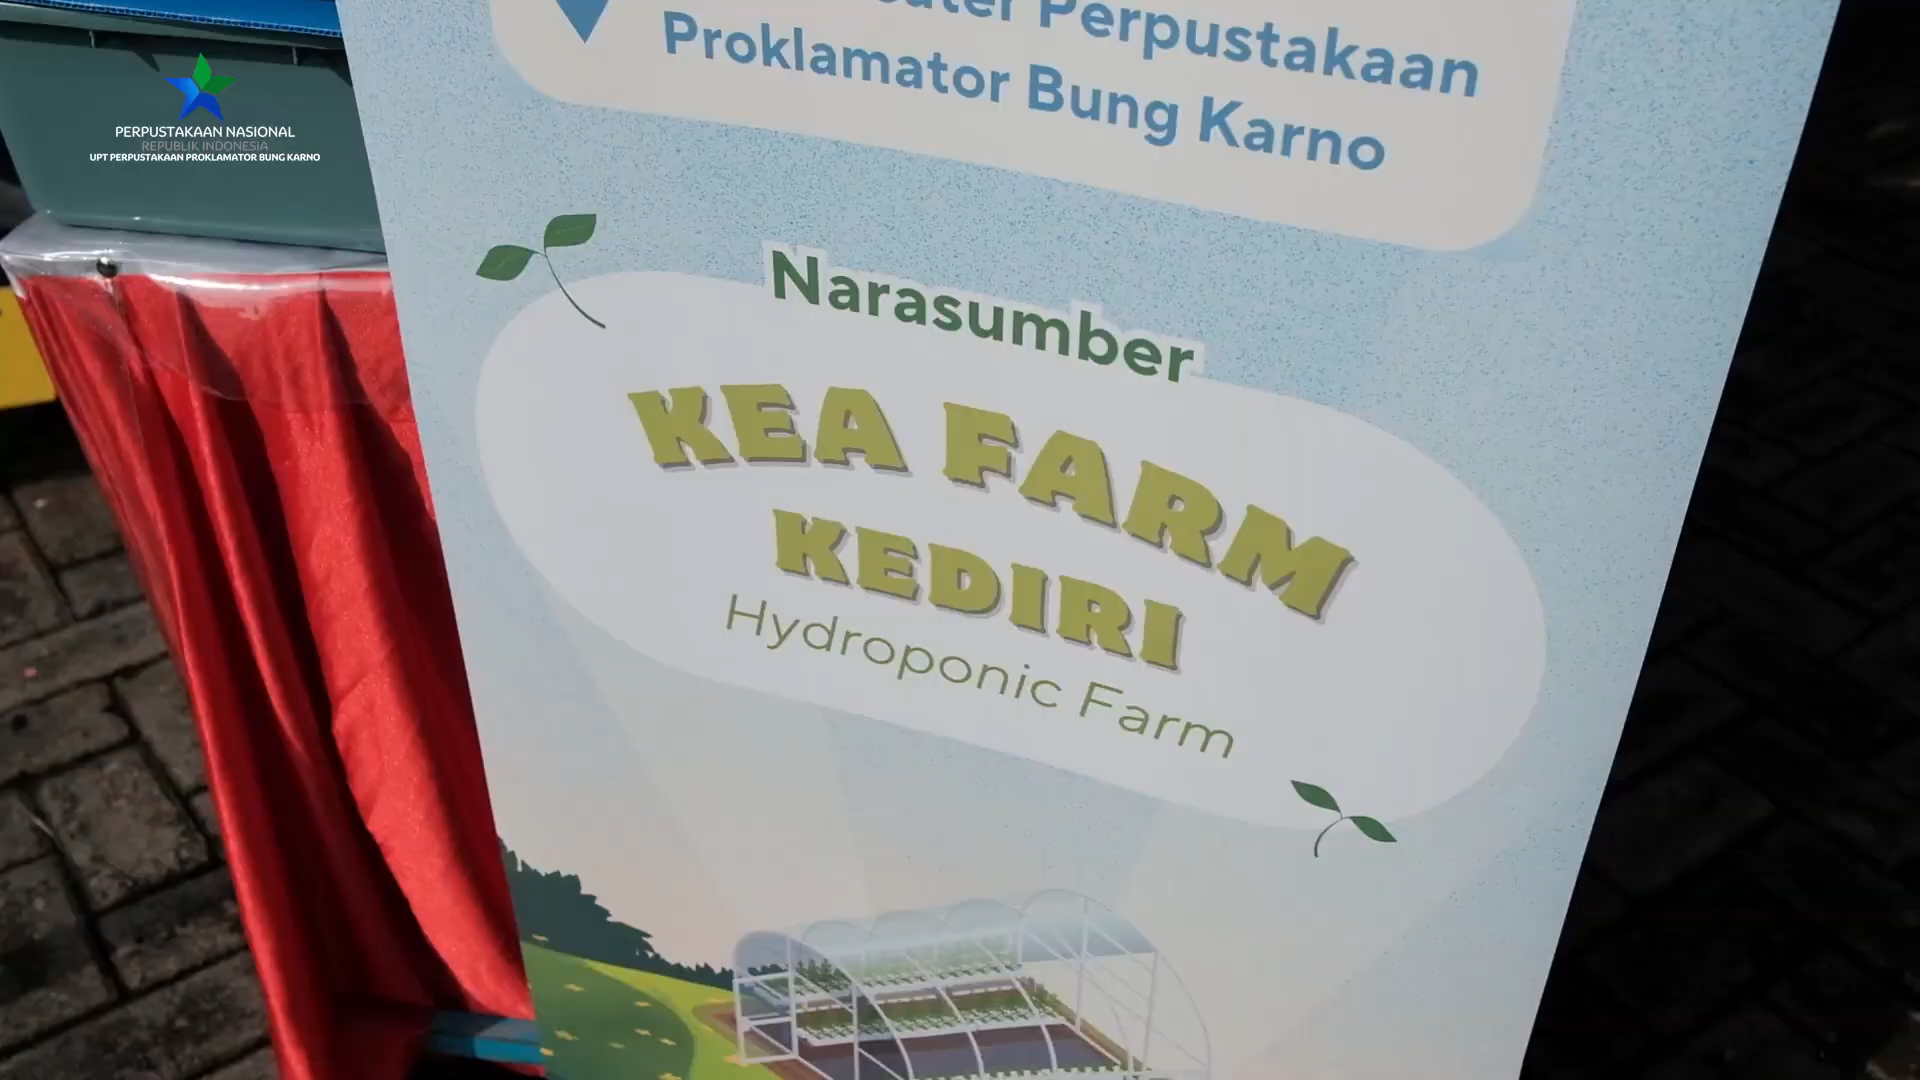 PERPUSTAKAAN NASIONAL
REPUBLIK INDONESIA
UPT PERPUSTAKAAN PROKLAMATOR BUNG KARNO
Perpustakaan
Proklamator Bung Karno
Narasumber
KEA FARM
KEDIRI
Hydroponic Farm